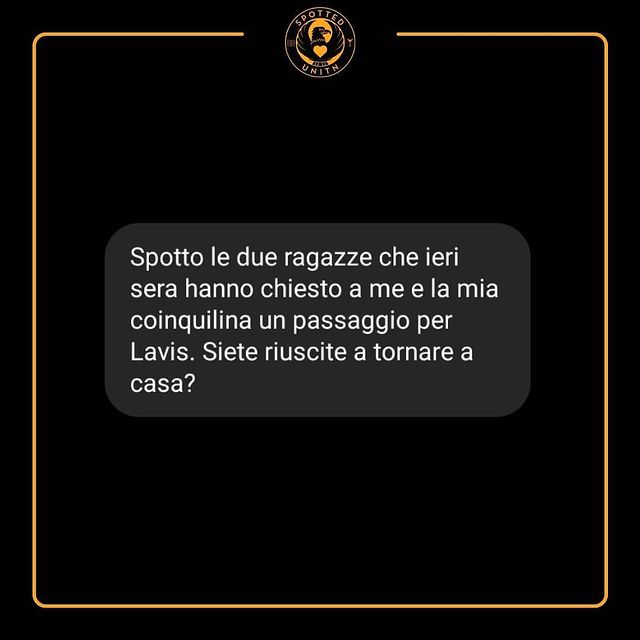 SPOTTED
UNITN
Spotto le due ragazze che ieri
sera hanno chiesto a me e la mia
coinquilina un passaggio per
Lavis. Siete riuscite a tornare a
casa?